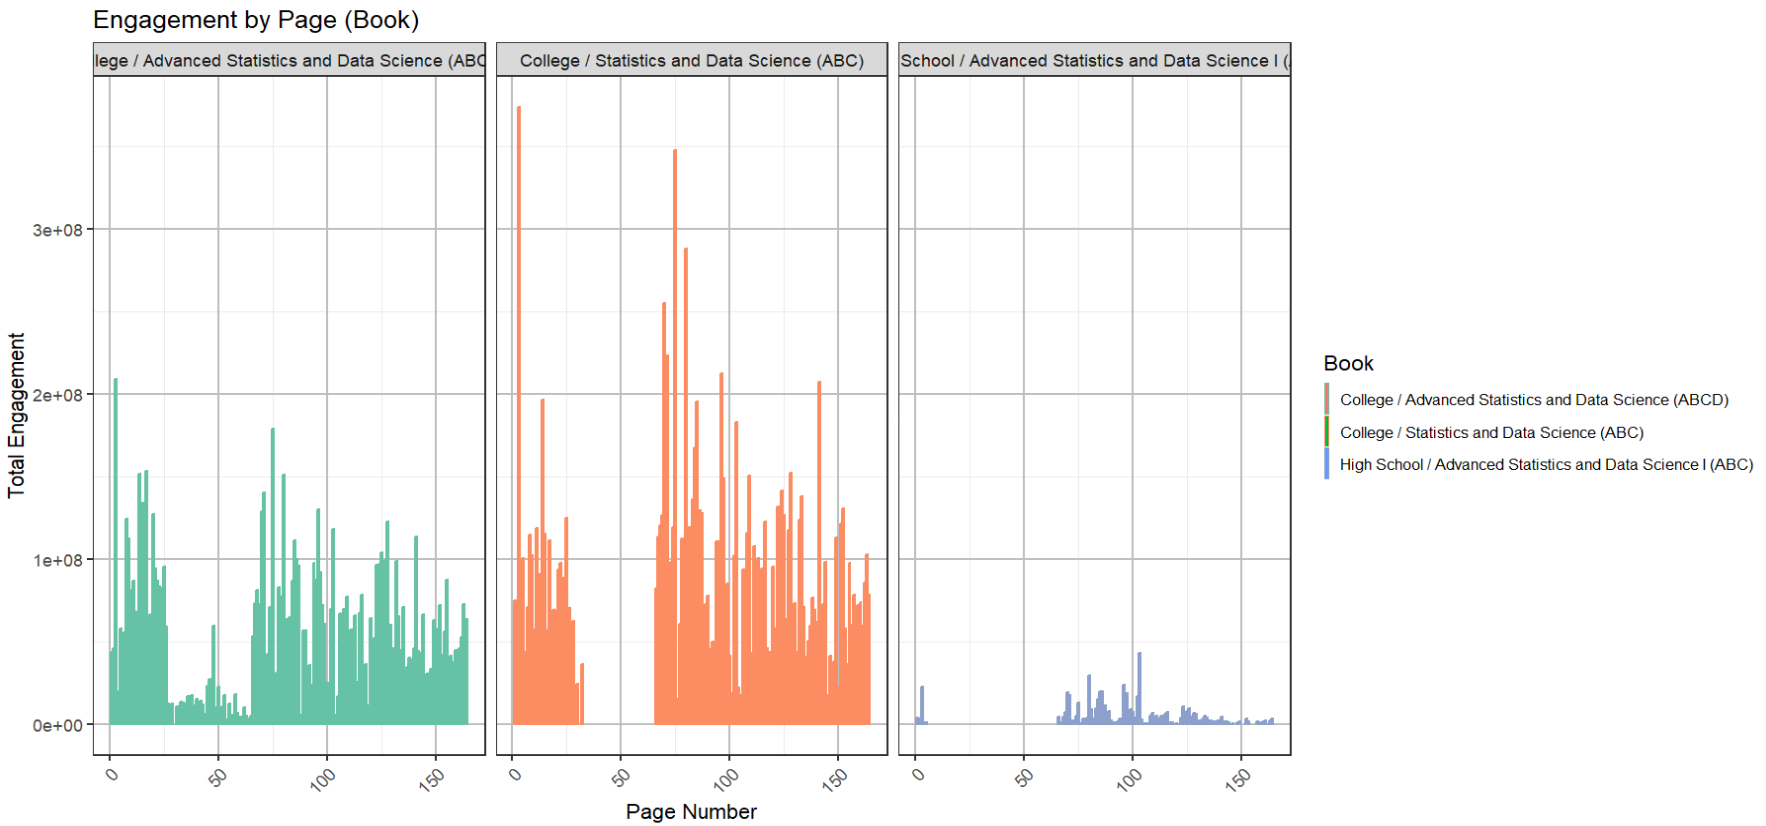 Engagement by Page (Book)
lege / Advanced Statistics and Data Science (ABC
College / Statistics and Data Science (ABC)
School / Advanced Statistics and Data Science I (
Total Engagement
3e+08
2e+08
1e+08
0e+00
0 50 100 150
0 50 100 150
0 50 100 150
Page Number
Book
College / Advanced Statistics and Data Science (ABCD)
College / Statistics and Data Science (ABC)
High School / Advanced Statistics and Data Science I (ABC)